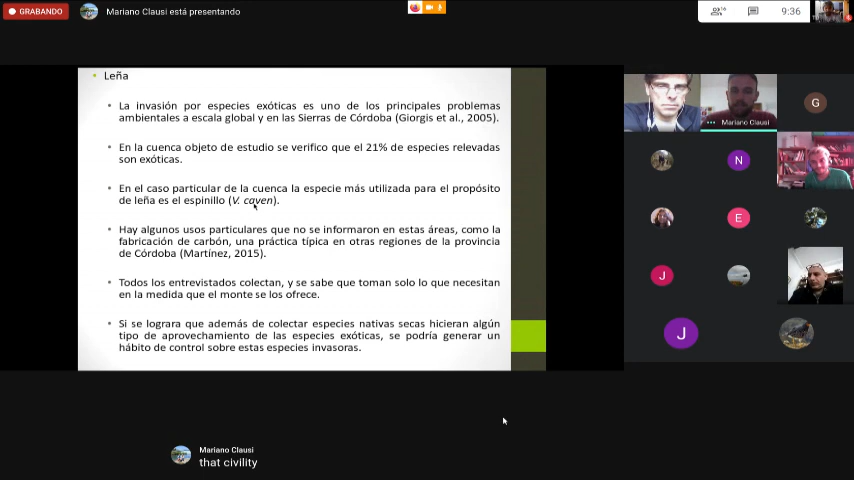 GRABANDO
Mariano Clausi está presentando
16
9:36
Leña
La invasión por especies exóticas es uno de los principales problemas
ambientales a escala global y en las Sierras de Córdoba (Giorgis et al., 2005).
En la cuenca objeto de estudio se verifico que el 21% de especies relevadas
son exóticas.
En el caso particular de la cuenca la especie más utilizada para el propósito
de leña es el espinillo (V. caven).
Hay algunos usos particulares que no se informaron en estas áreas, como la
fabricación de carbón, una práctica típica en otras regiones de la provincia
de Córdoba (Martínez, 2015).
Todos los entrevistados colectan, y se sabe que toman solo lo que necesitan
en la medida que el monte se los ofrece.
Si se lograra que además de colectar especies nativas secas hicieran algún
tipo de aprovechamiento de las especies exóticas, se podría generar un
hábito de control sobre estas especies invasoras.
Mariano Clausi
G
N
E
J
J
Mariano Clausi
that civility